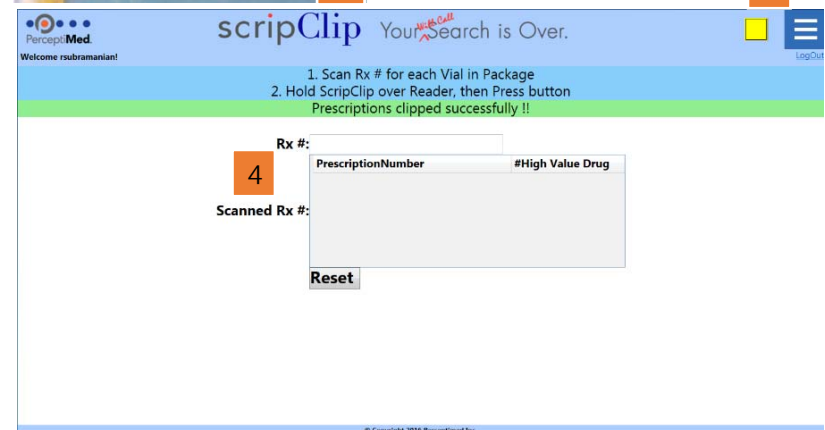 PerceptiMed.
scripClip
With Call
Your Search is Over.
Welcome rsubramanian!
LogOut
1. Scan Rx # for each Vial in Package
2. Hold ScripClip over Reader, then Press button
Prescriptions clipped successfully !!
Rx #:
4
PrescriptionNumber #High Value Drug
Scanned Rx #:
Reset